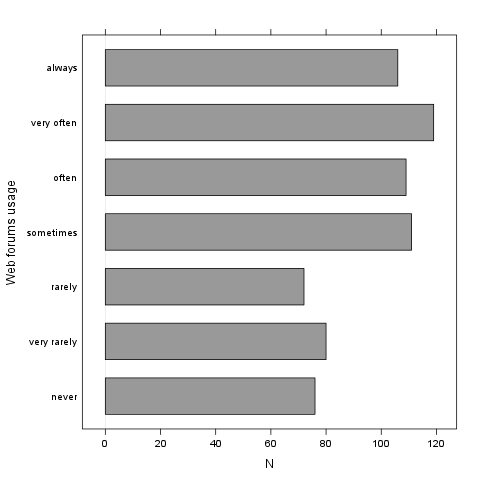 always
very often
often
sometimes
rarely
very rarely
never
Web forums usage
0 20 40 60 80 100 120
N